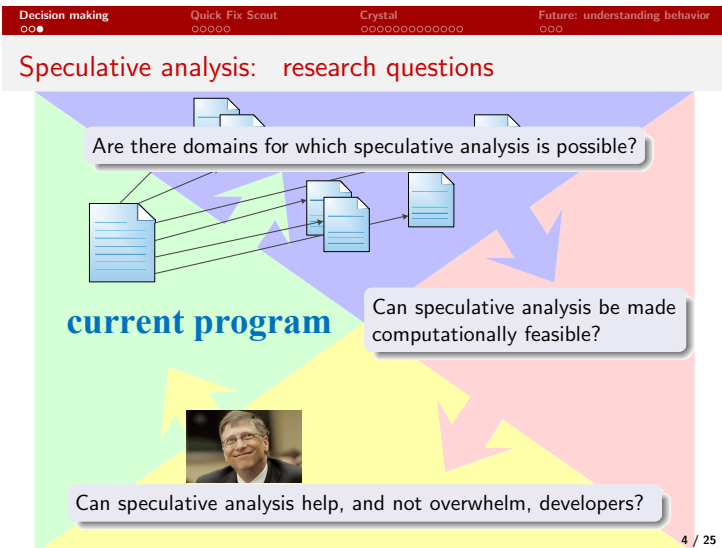 Decision making
Quick Fix Scout
Crystal
Future: understanding behavior
Speculative analysis: research questions
Are there domains for which speculative analysis is possible?
current program
Can speculative analysis be made
computationally feasible?
Can speculative analysis help, and not overwhelm, developers?
4 / 25